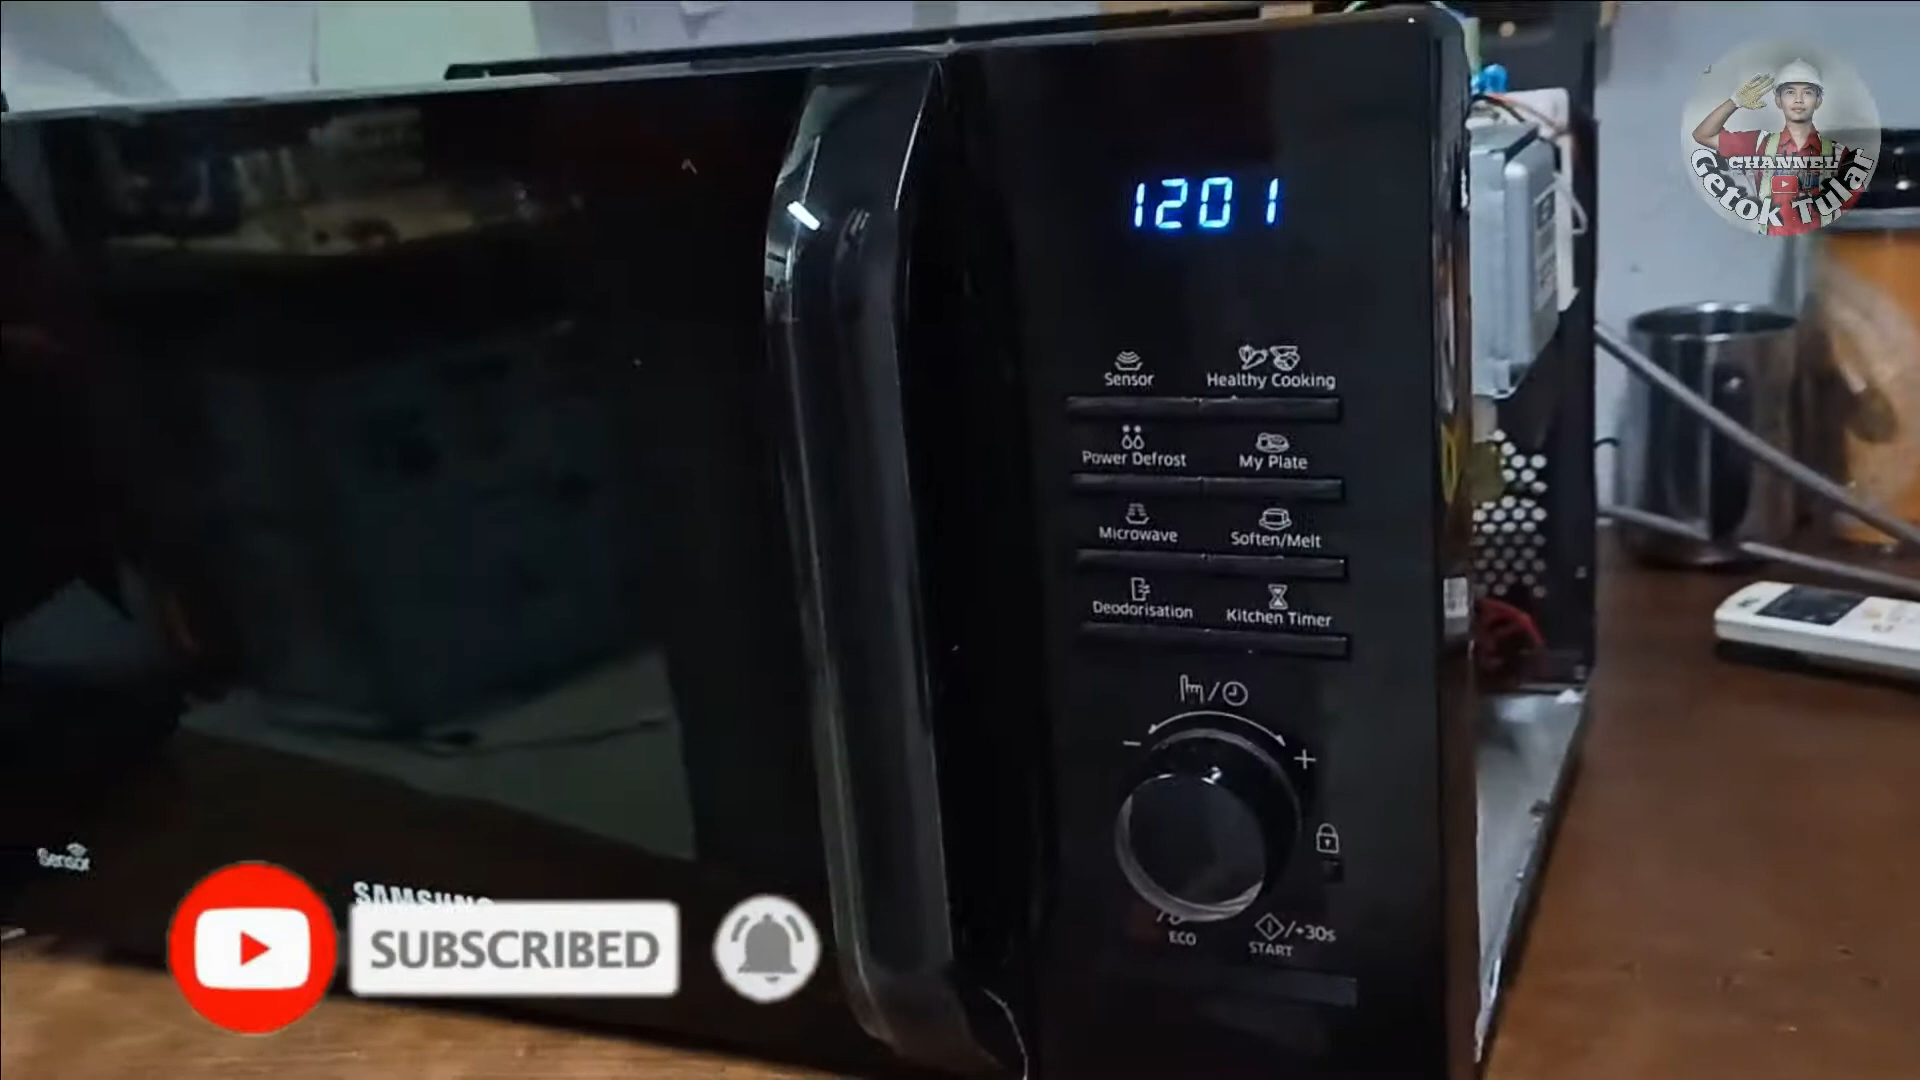 1201
CHANNEL
Getok Tular
Sensor
Healthy Cooking
Power Defrost
My Plate
Microwave
Soften/Melt
Deodorisation
Kitchen Timer
/
−
+
ECO
/+30s
START
Sensor
SAMSUNG
SUBSCRIBED